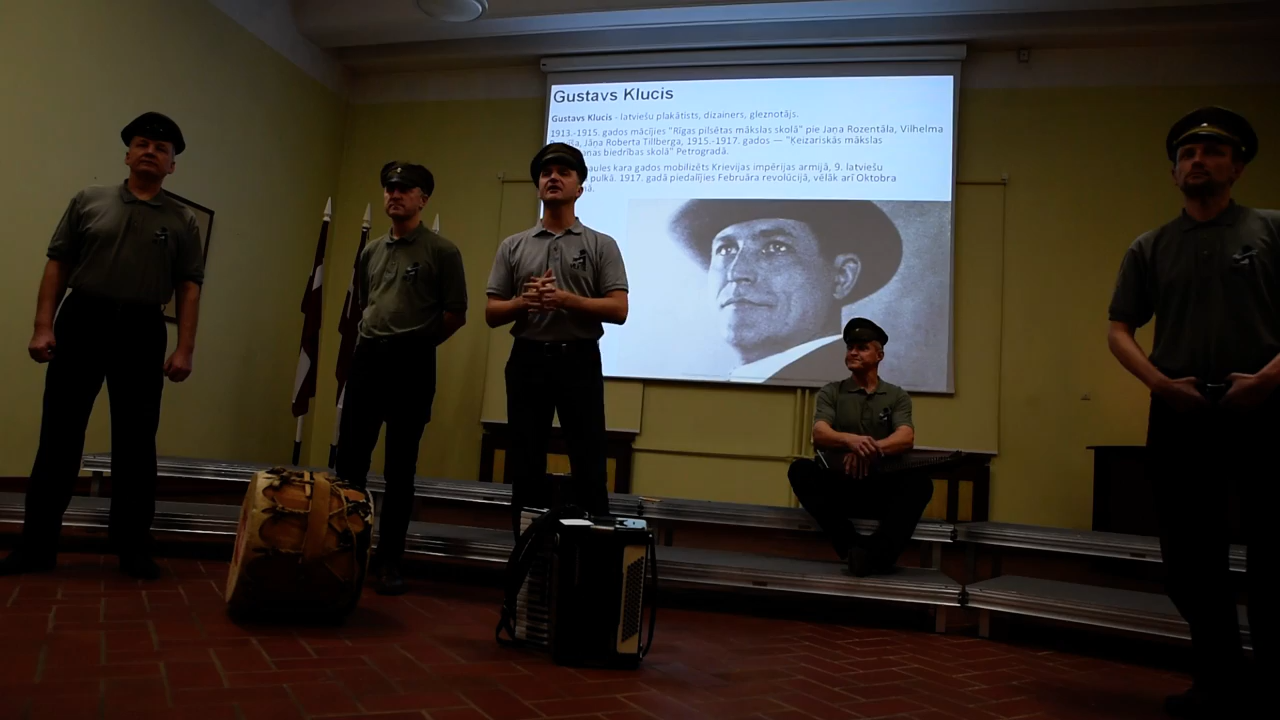 Gustavs Klucis
Gustavs Klucis - latviešu plakātists, dizainers, gleznotājs.
1913.-1915. gados mācījies "Rīgas pilsētas mākslas skolā" pie Jaņa Rozentāla, Vilhelma
Jāņa Roberta Tillberga, 1915.-1917. gados — "Ķeizariskās mākslas
biedrības skolā" Petrogradā.
kara gados mobilizēts Krievijas impērijas armijā, 9. latviešu
pulkā. 1917. gadā piedalījies Februāra revolūcijā, vēlāk arī Oktobra